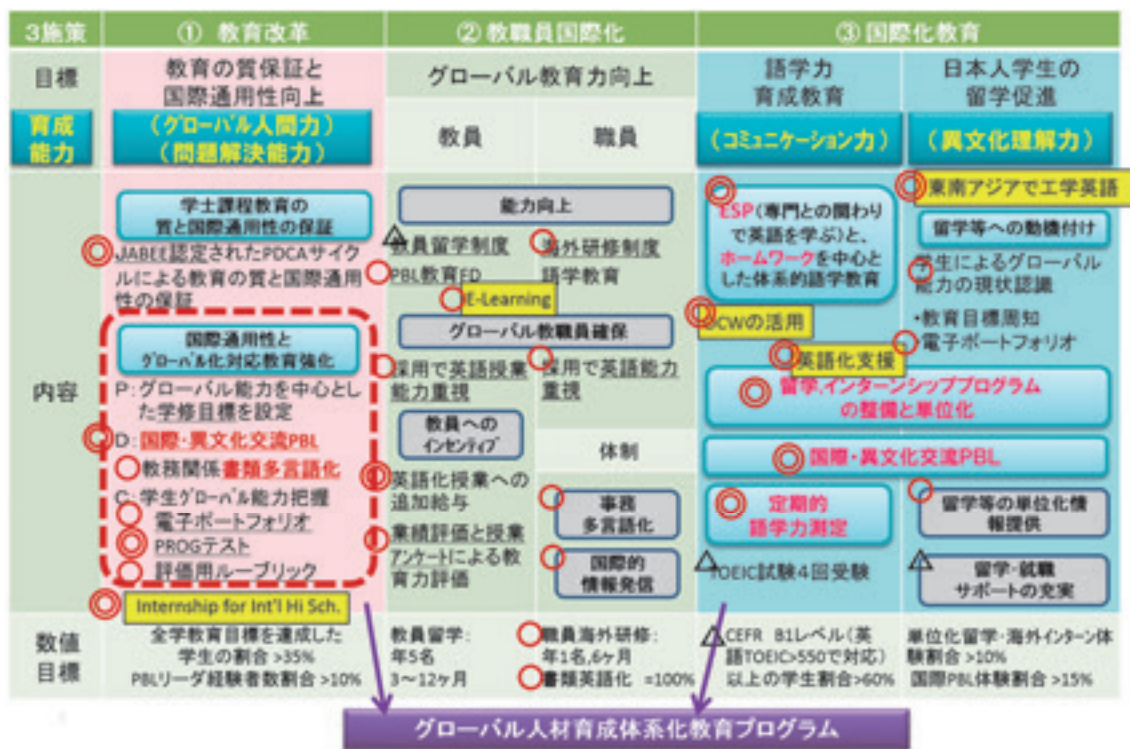 3施策
① 教育改革
② 教職員国際化
③ 国際化教育
目標
教育の質保証と
国際通用性向上
グローバル教育力向上
語学力
育成教育
日本人学生の
留学促進
育成
能力
(グローバル人間力)
(問題解決能力)
教員
職員
(コミュニケーション力)
(異文化理解力)
内容
学士課程教育の
質と国際通用性の保証
◎JABEE認定されたPDCAサイク
ルによる教育の質と国際通用
性の保証
国際通用性と
グローバル化対応教育強化
P:グローバル能力を中心とし
た学修目標を設定
◎D:国際・異文化交流PBL
○教務関係書類多言語化
C:学生グローバル能力把握
○電子ポートフォリオ
◎PROGテスト
○評価用ルーブリック
◎Internship for Int'l Hi Sch.
能力向上
△教員留学制度
○PBL教育FD
○海外研修制度
語学教育
◎E-Learning
グローバル教職員確保
○採用で英語授業
能力重視
○採用で英語能力
重視
教員への
インセンティブ
◎英語化授業への
追加給与
○業績評価と授業
アンケートによる教
育力評価
体制
○事務
多言語化
○国際的
情報発信
◎ESP(専門との関わり
で英語を学ぶ)と、
ホームワークを中心と
した体系的語学教育
◎OCWの活用
◎英語化支援
◎東南アジアで工学英語
留学等への動機付け
○学生によるグローバル
能力の現状認識
・教育目標周知
○・電子ポートフォリオ
◎留学,インターンシッププログラム
の整備と単位化
◎国際・異文化交流PBL
◎定期的
語学力測定
△TOEIC試験4回受験
○留学等の単位化情
報提供
△留学・就職
サポートの充実
数値
目標
全学教育目標を達成した
学生の割合>35%
PBLリーダ経験者数割合>10%
教員留学:
年5名
3~12ヶ月
○職員海外研修:
年1名,6ヶ月
○書類英語化 =100%
△CEFR B1レベル(英
語TOEIC>550で対応)
以上の学生割合>60%
単位化留学・海外インターン体
験割合>10%
国際PBL体験割合>15%
グローバル人材育成体系化教育プログラム